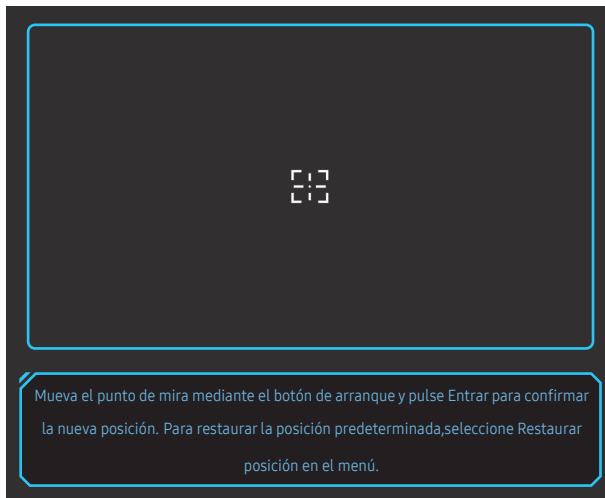 Mueva el punto de mira mediante el botón de arranque y pulse Entrar para confirmar
la nueva posición. Para restaurar la posición predeterminada,seleccione Restaurar
posición en el menú.